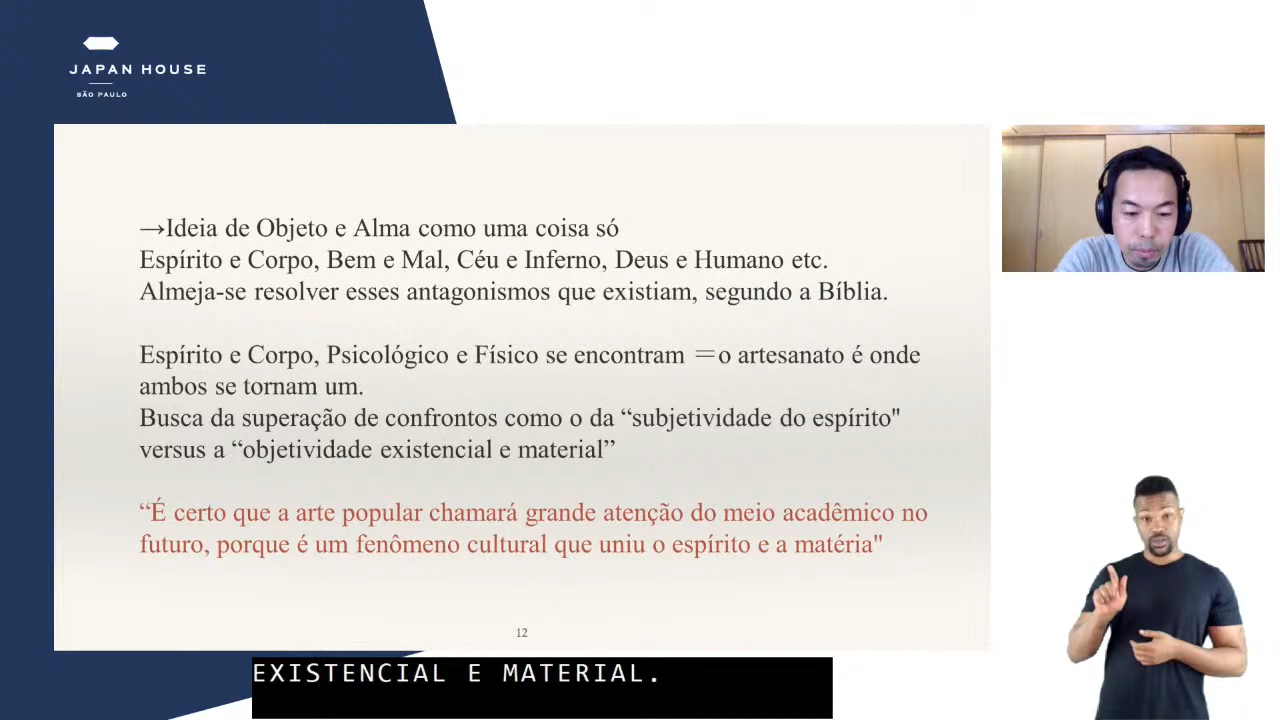 JAPAN HOUSE
SÃO PAULO
→Ideia de Objeto e Alma como uma coisa só
Espírito e Corpo, Bem e Mal, Céu e Inferno, Deus e Humano etc.
Almeja-se resolver esses antagonismos que existiam, segundo a Bíblia.
Espírito e Corpo, Psicológico e Físico se encontram ＝o artesanato é onde
ambos se tornam um.
Busca da superação de confrontos como o da “subjetividade do espírito"
versus a “objetividade existencial e material”
“É certo que a arte popular chamará grande atenção do meio acadêmico no
futuro, porque é um fenômeno cultural que uniu o espírito e a matéria"
12
EXISTENCIAL E MATERIAL.